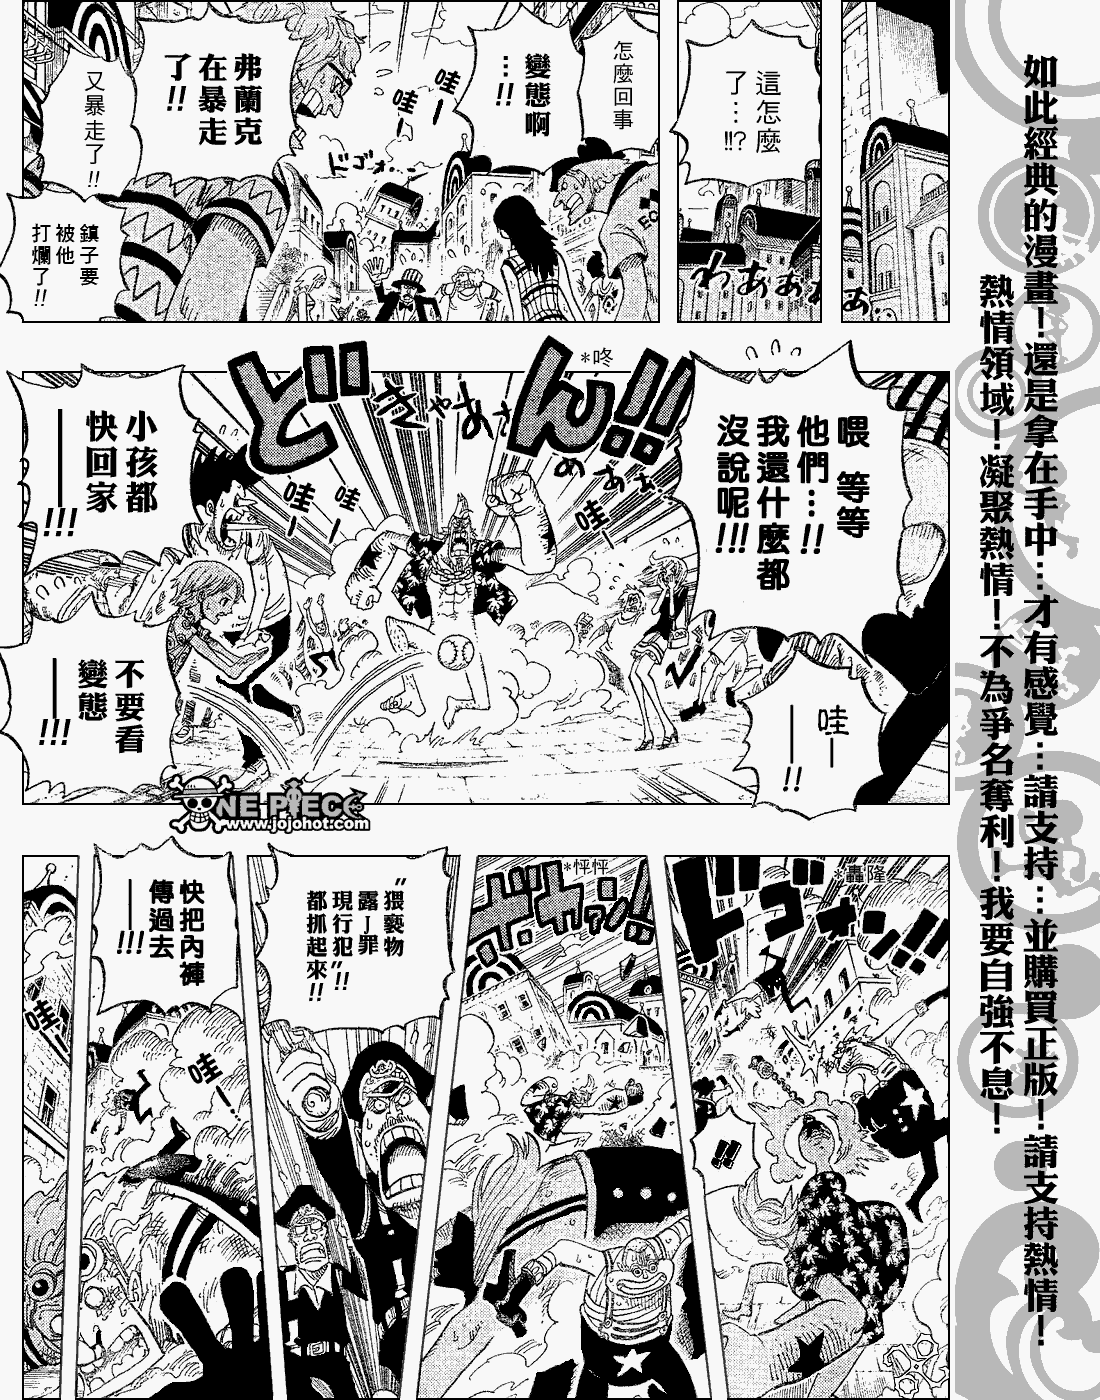 這怎麼
了…!!?
わあぁあぁ
怎麼回事
變態啊
…!!
哇ー
哇ー
ドゴォ…
弗蘭克
在暴走
了!!
又暴走了!!
鎮子要
被他
打爛了!!
喂 等等
他們…!!
我還什麼都
沒說呢!!!
*咚
どん!!
きゃあぁ
哇ー
哇ー
哇ー
哇ー
——!!
小孩都
快回家
——!!!
不要看
變態
——!!!
ONE PIECE
www.jojohot.com
*轟隆
ドゴォォン!!
*怦怦
"猥褻物
露
罪
現行犯"!!
都抓起來!!
快把內褲
傳過去
——!!!
哇ー…
哇ー
如此經典的漫畫！還是拿在手中…才有感覺…請支持…並購買正版！請支持熱情！
熱情領域！凝聚熱情！不為爭名奪利！我要自強不息！